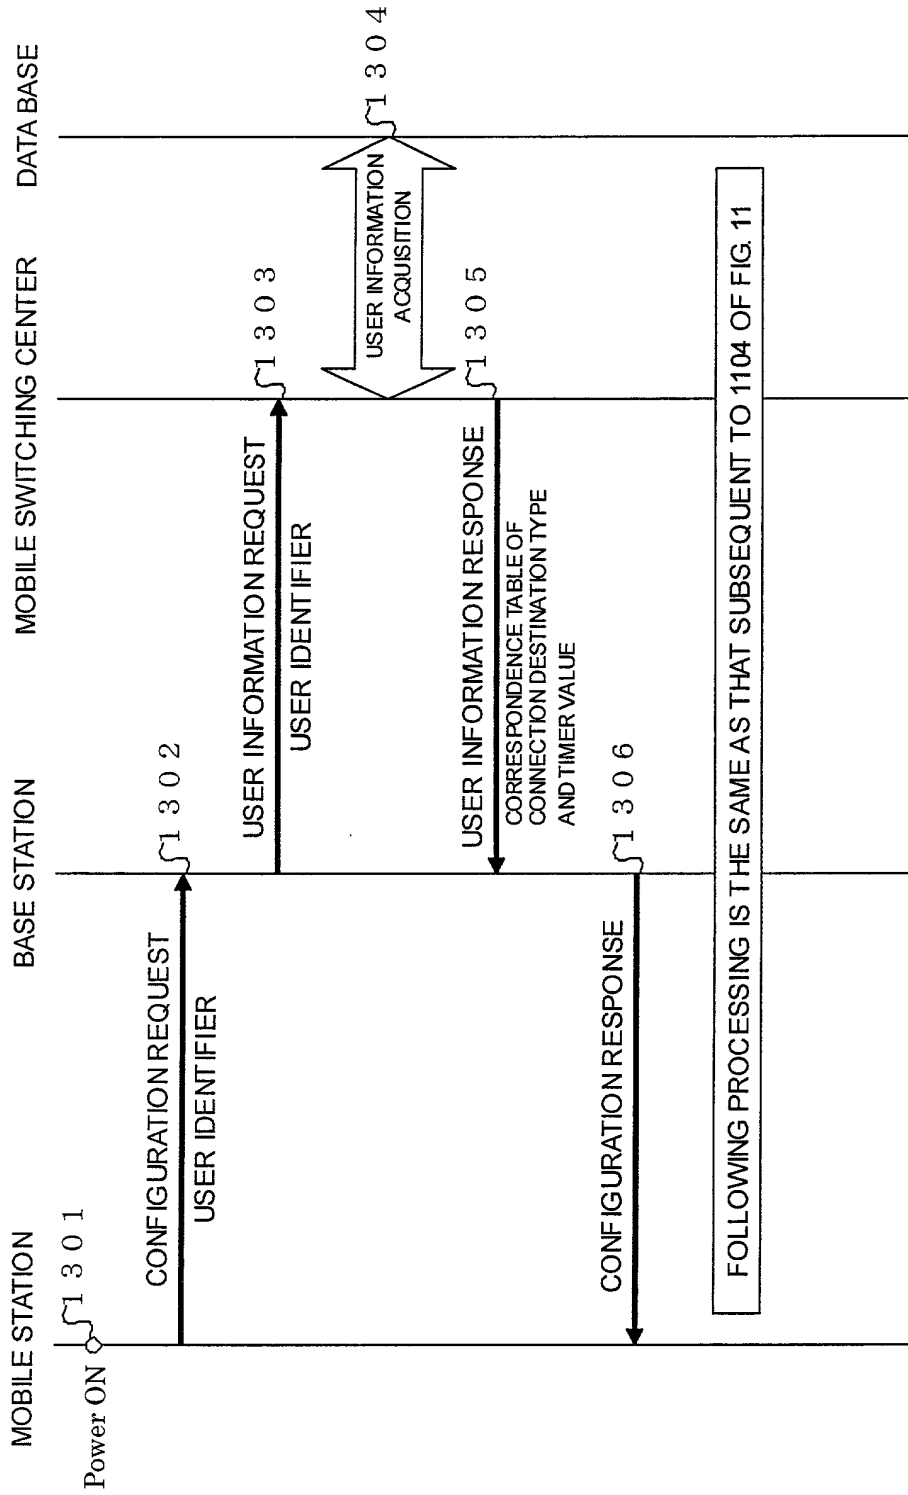 MOBILE STATION
BASE STATION
MOBILE SWITCHING CENTER
DATA BASE
Power ON
1301
CONFIGURATION REQUEST
USER IDENTIFIER
1302
USER INFORMATION REQUEST
USER IDENTIFIER
1303
USER INFORMATION
ACQUISITION
1304
USER INFORMATION RESPONSE
CORRESPONDENCE TABLE OF
CONNECTION DESTINATION TYPE
AND TIMER VALUE
1305
CONFIGURATION RESPONSE
1306
FOLLOWING PROCESSING IS THE SAME AS THAT SUBSEQUENT TO 1104 OF FIG. 11